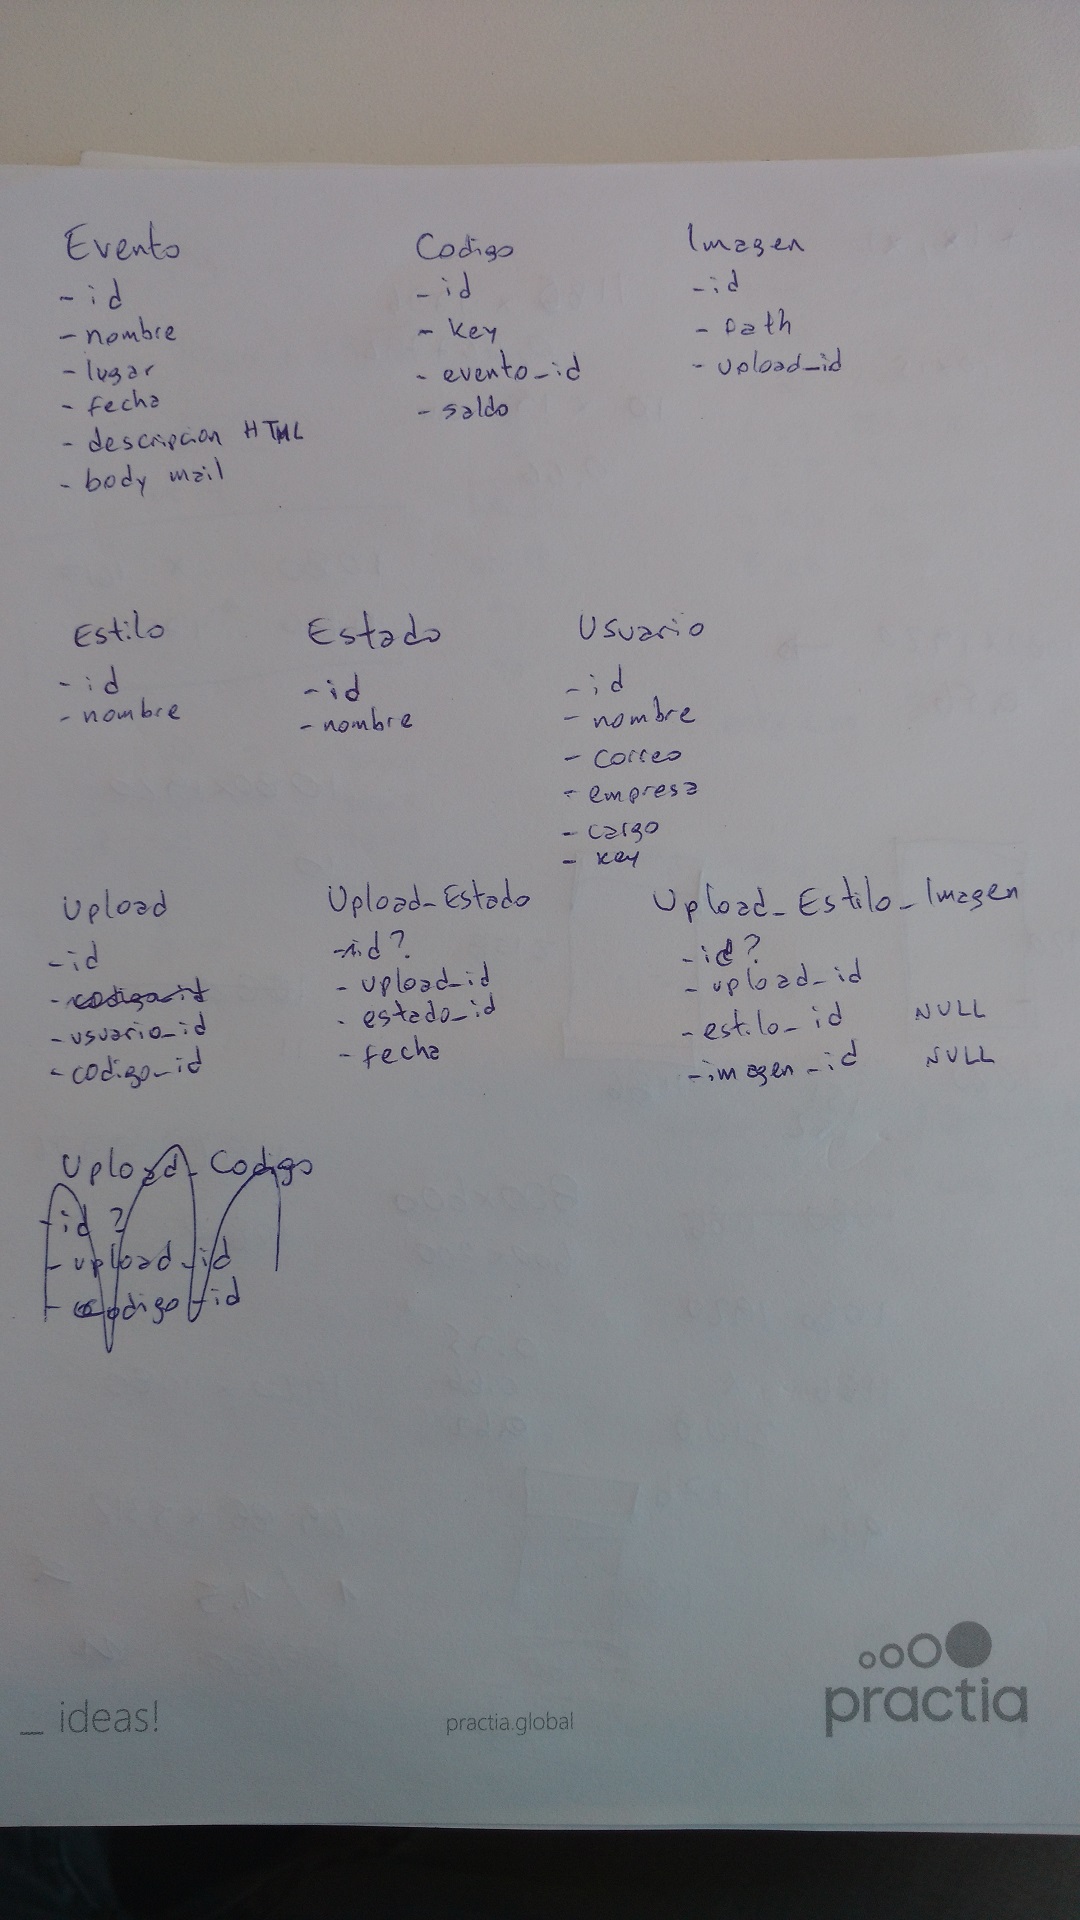 Evento
- id
- nombre
- lugar
- fecha
- descripcion HTML
- body mail
Codigo
- id
- key
- evento_id
- saldo
Imagen
- id
- path
- upload_id
Estilo
- id
- nombre
Estado
- id
- nombre
Usuario
- id
- nombre
- correo
- empresa
- cargo
- key
Upload
- id
- codigo_id
- usuario_id
- codigo_id
Upload_Estado
- id?
- upload_id
- estado_id
- fecha
Upload_Estilo_Imagen
- id?
- upload_id
- estilo_id NULL
- imagen_id NULL
Upload_Codigo
- id ?
- upload_id
- codigo_id
_ ideas!
practia.global
practia